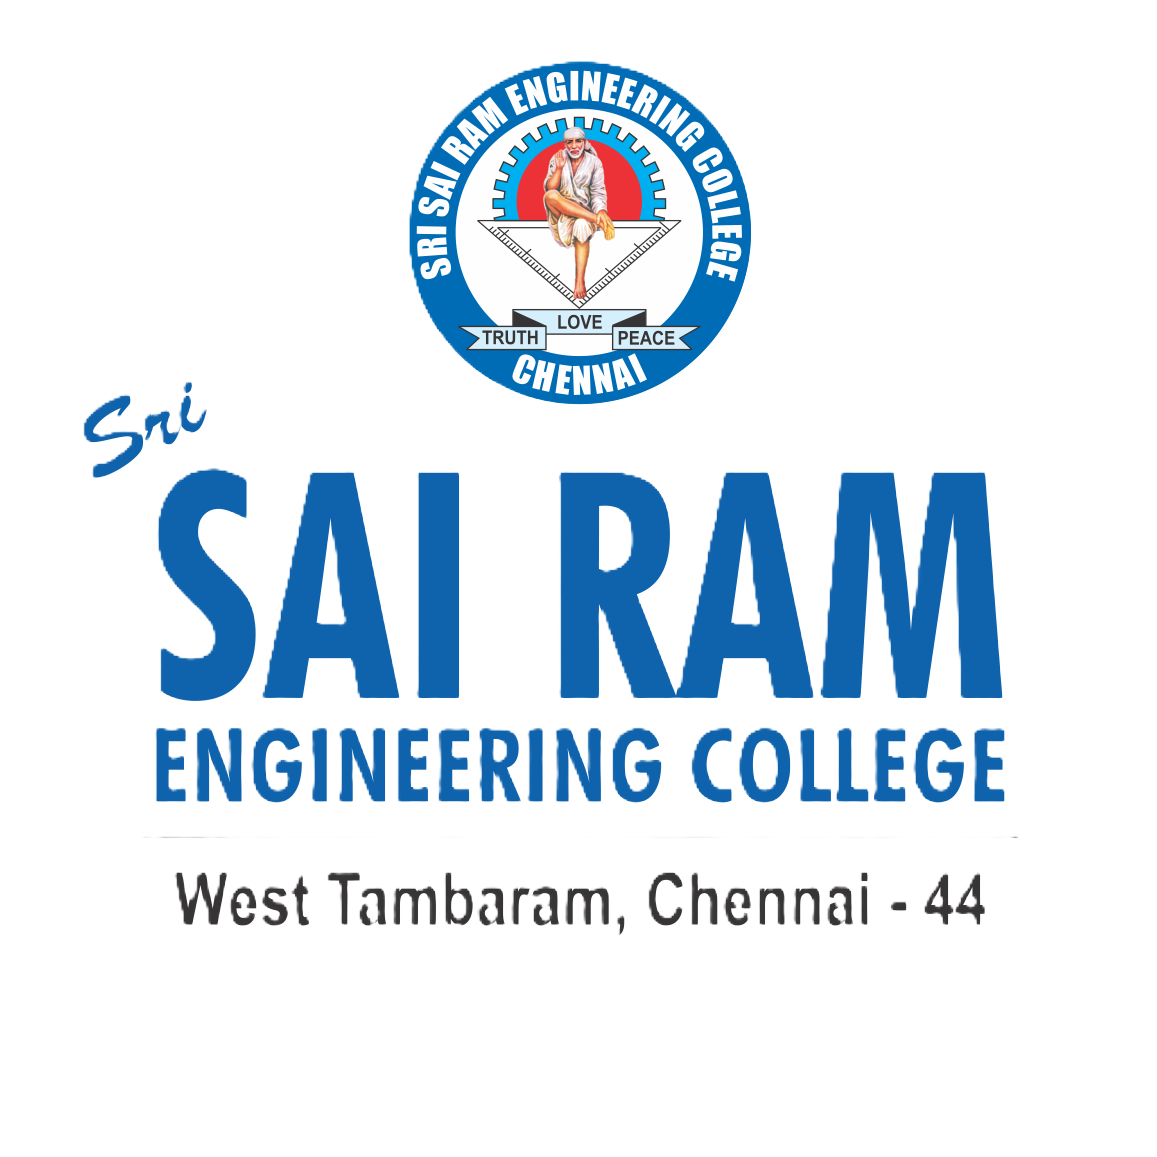 SRI SAI RAM ENGINEERING COLLEGE
LOVE
TRUTH PEACE
CHENNAI
Sri
SAI RAM
ENGINEERING COLLEGE
West Tambaram, Chennai - 44